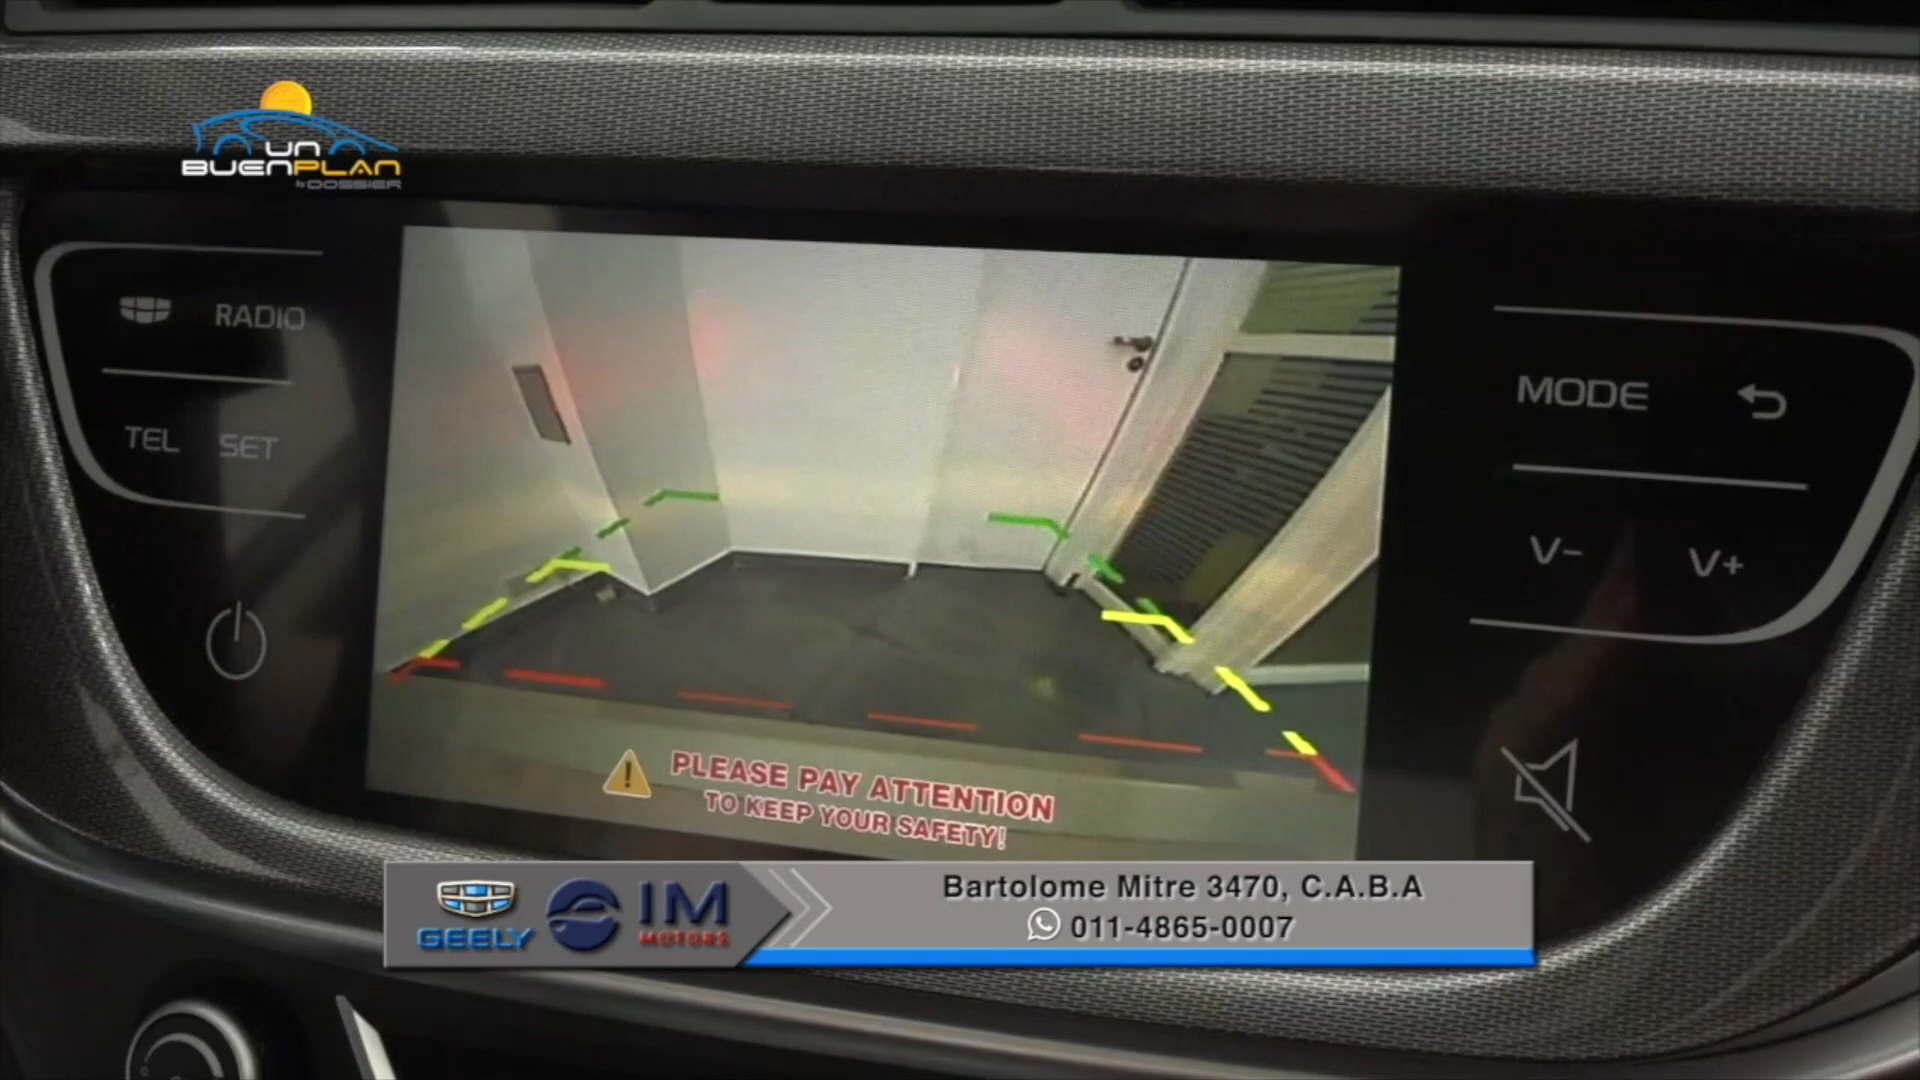 UN
BUENPLAN
by DOSSIER
RADIO
TEL SET
MODE
V- V+
PLEASE PAY ATTENTION
TO KEEP YOUR SAFETY!
GEELY
IM
MOTORS
Bartolome Mitre 3470, C.A.B.A
011-4865-0007